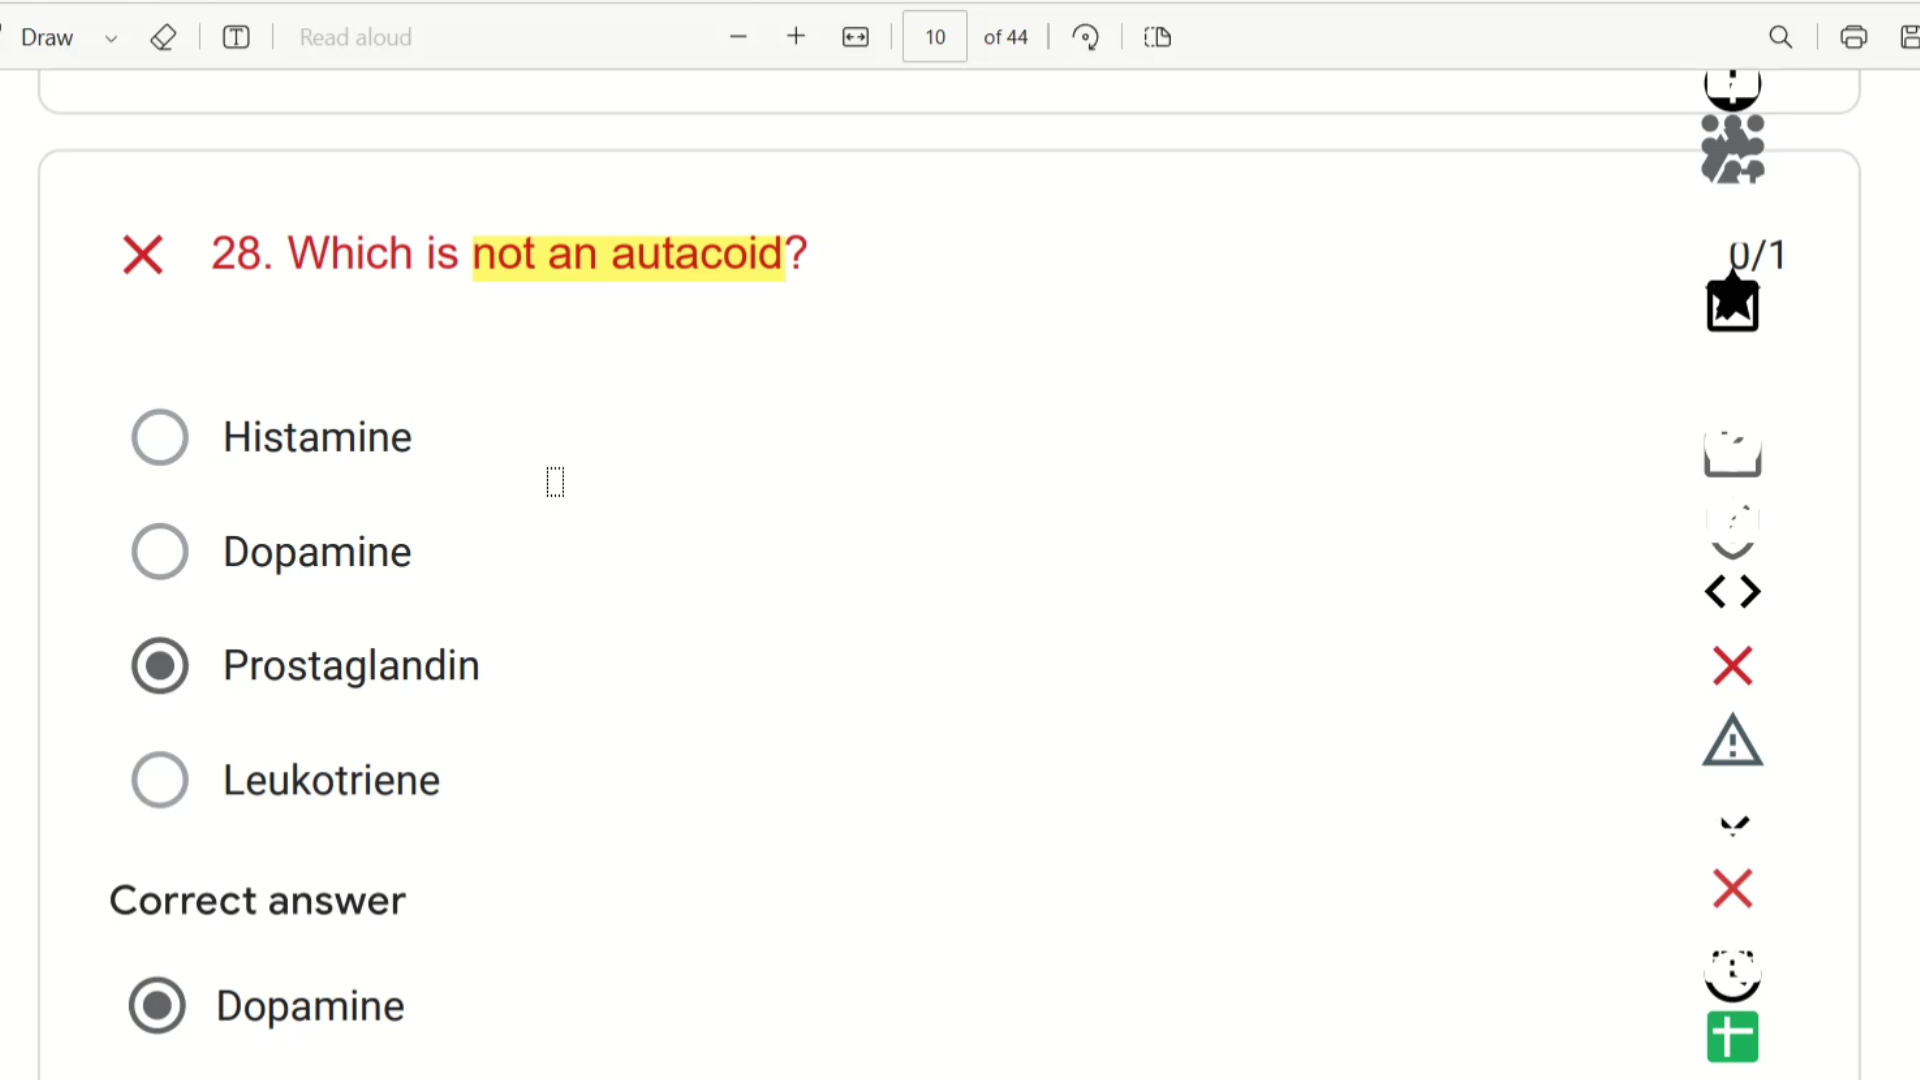 Draw
Read aloud
10 of 44
28. Which is not an autacoid?
0/1
Histamine
Dopamine
Prostaglandin
Leukotriene
Correct answer
Dopamine